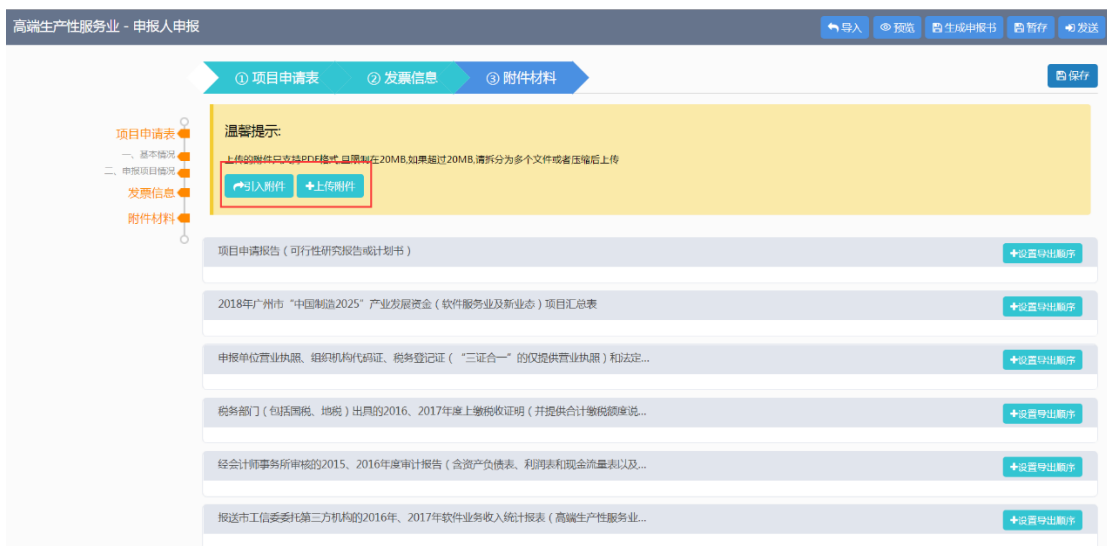 高端生产性服务业 - 申报人申报
导入 预览 生成申报书 暂存 发送
① 项目申请表 ② 发票信息 ③ 附件材料
保存
项目申请表
一、基本情况
二、申报项目情况
发票信息
附件材料
温馨提示:
上传的附件只支持PDF格式,且限制在20MB,如果超过20MB,请拆分为多个文件或者压缩后上传
引入附件 上传附件
项目申请报告（可行性研究报告或计划书） 设置导出顺序
2018年广州市“中国制造2025”产业发展资金（软件服务业及新业态）项目汇总表 设置导出顺序
申报单位营业执照、组织机构代码证、税务登记证（ “三证合一”的仅提供营业执照）和法定... 设置导出顺序
税务部门（包括国税、地税）出具的2016、2017年度上缴税收证明（并提供合计缴税额度说... 设置导出顺序
经会计师事务所审核的2015、2016年度审计报告（含资产负债表、利润表和现金流量表以及... 设置导出顺序
报送市工信委委托第三方机构的2016年、2017年软件业务收入统计报表（高端生产性服务业... 设置导出顺序